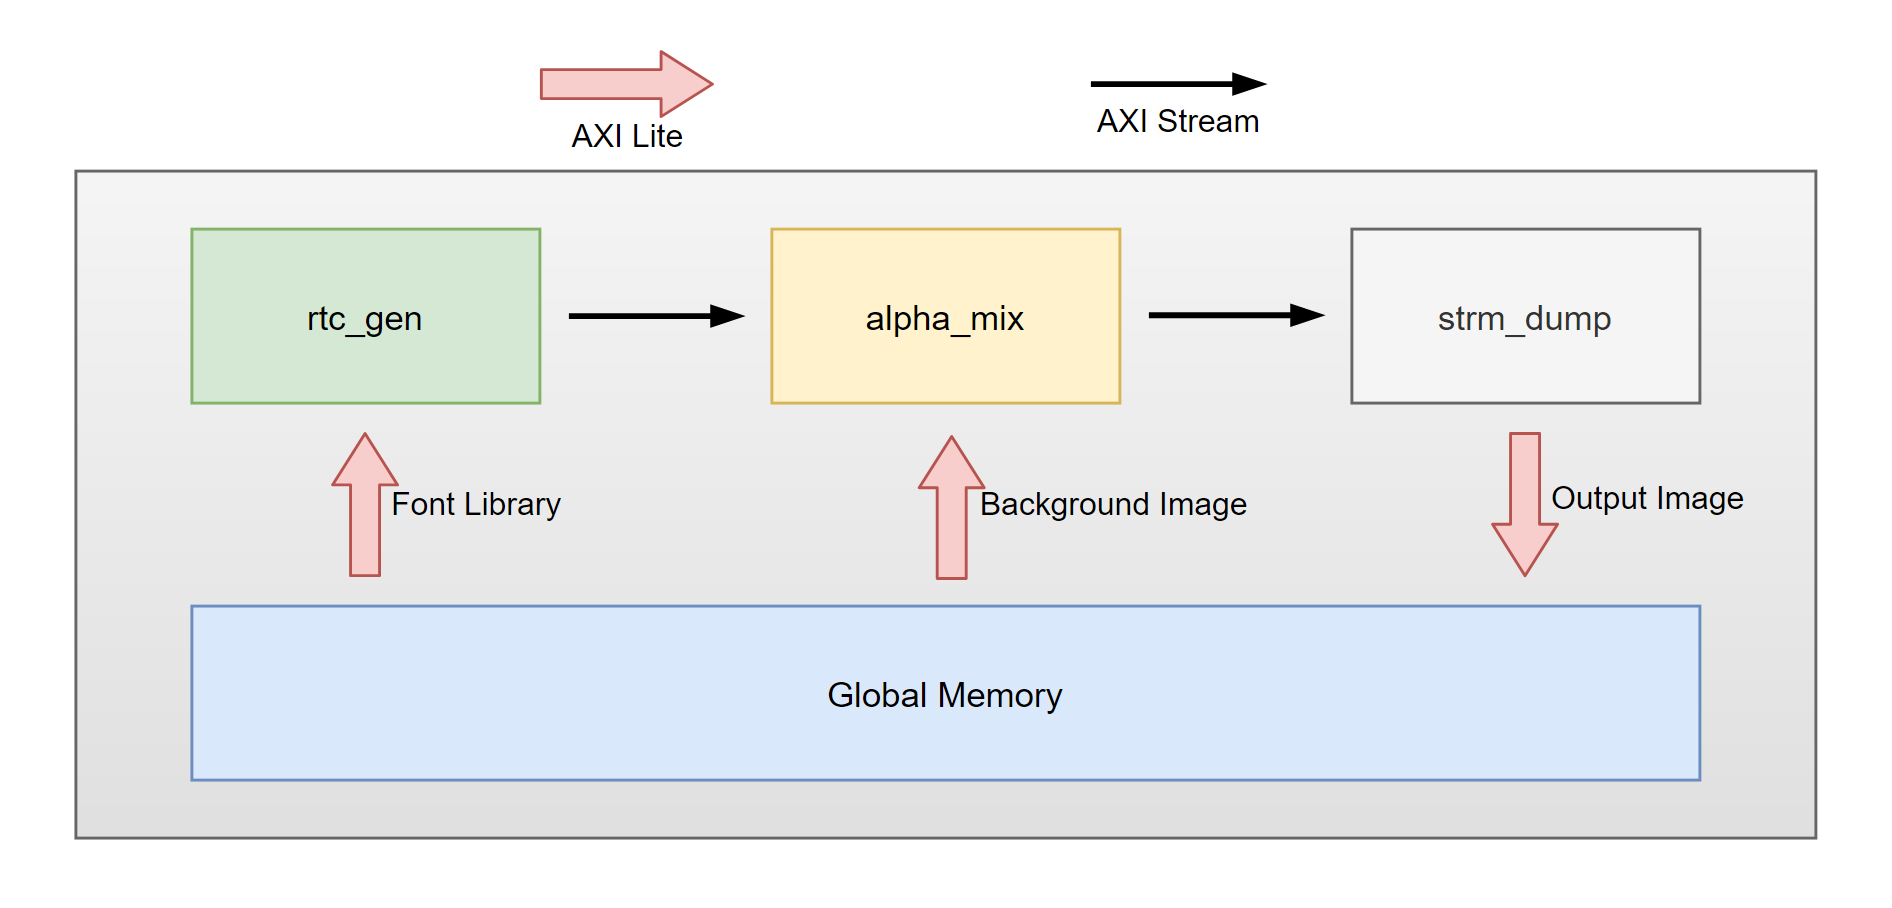 AXI Lite
AXI Stream
rtc_gen
alpha_mix
strm_dump
Font Library
Background Image
Output Image
Global Memory